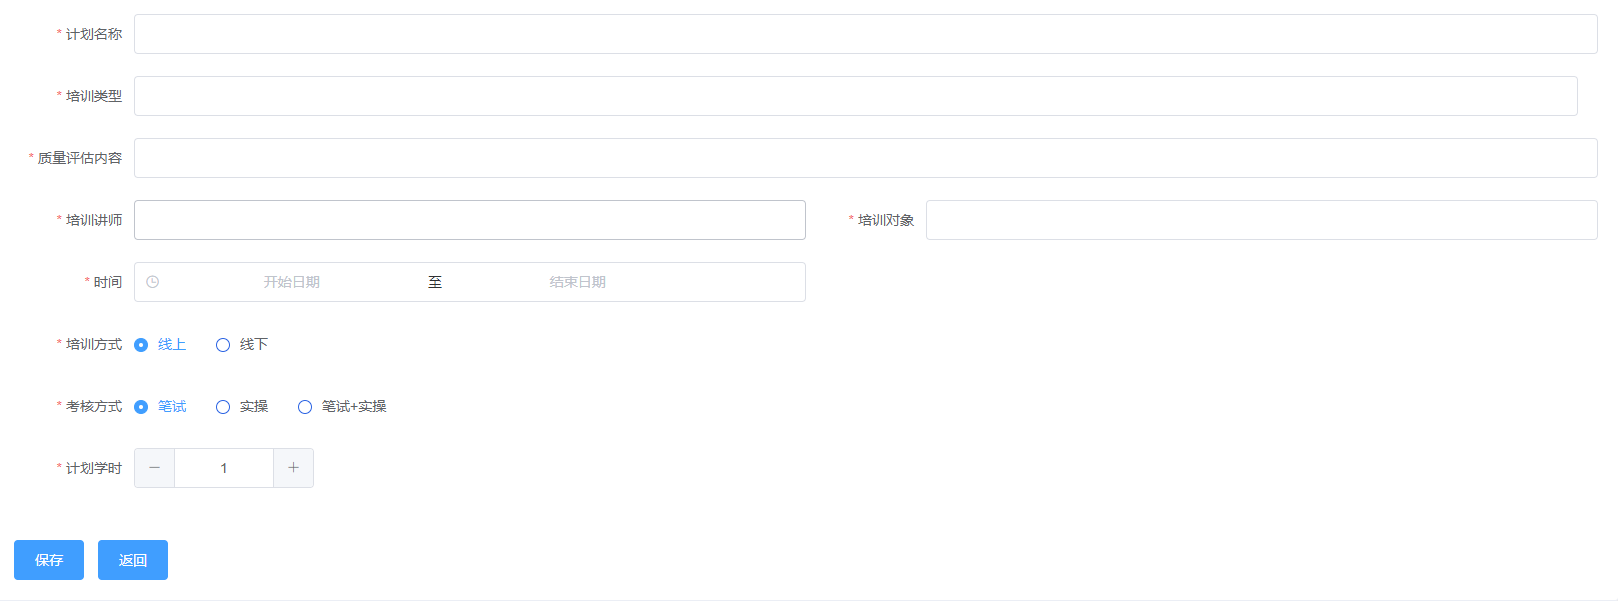 * 计划名称
* 培训类型
* 质量评估内容
* 培训讲师 * 培训对象
* 时间 开始日期 至 结束日期
* 培训方式 线上 线下
* 考核方式 笔试 实操 笔试+实操
* 计划学时 − 1 +
保存 返回